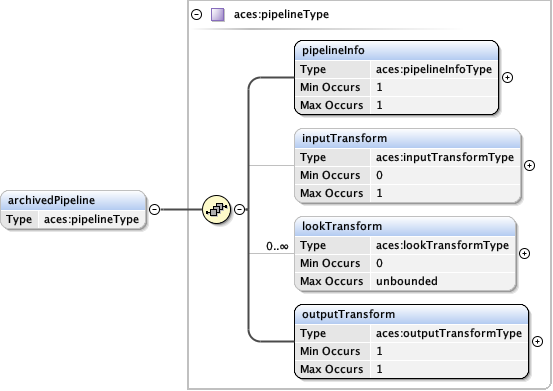 aces:pipelineType
pipelineInfo
Type aces:pipelineInfoType
Min Occurs 1
Max Occurs 1
inputTransform
Type aces:inputTransformType
Min Occurs 0
Max Occurs 1
archivedPipeline
Type aces:pipelineType
0..∞
lookTransform
Type aces:lookTransformType
Min Occurs 0
Max Occurs unbounded
outputTransform
Type aces:outputTransformType
Min Occurs 1
Max Occurs 1